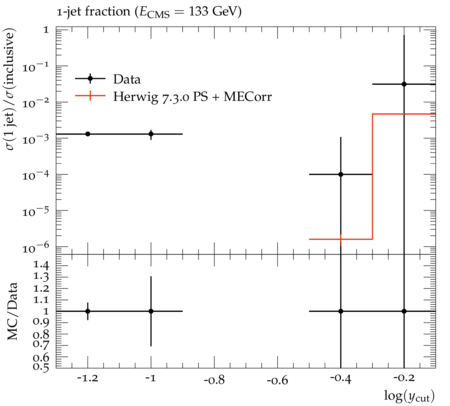 1-jet fraction (E_CMS = 133 GeV)
σ(1 jet)/σ(inclusive)
1
10^−1
10^−2
10^−3
10^−4
10^−5
10^−6
Data
Herwig 7.3.0 PS + MECorr
MC/Data
1.4
1.3
1.2
1.1
1
0.9
0.8
0.7
0.6
0.5
-1.2 -1 -0.8 -0.6 -0.4 -0.2
log(y_cut)